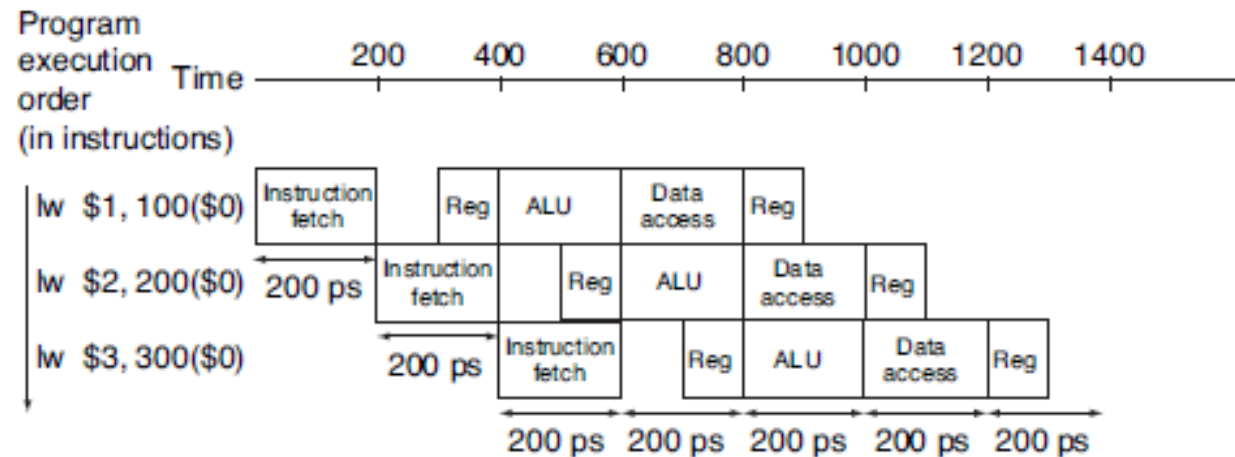 Program
execution
order
(in instructions)
Time
200 400 600 800 1000 1200 1400
lw $1, 100($0) Instruction fetch Reg ALU Data access Reg
lw $2, 200($0) 200 ps Instruction fetch Reg ALU Data access Reg
lw $3, 300($0) 200 ps Instruction fetch Reg ALU Data access Reg
200 ps 200 ps 200 ps 200 ps 200 ps